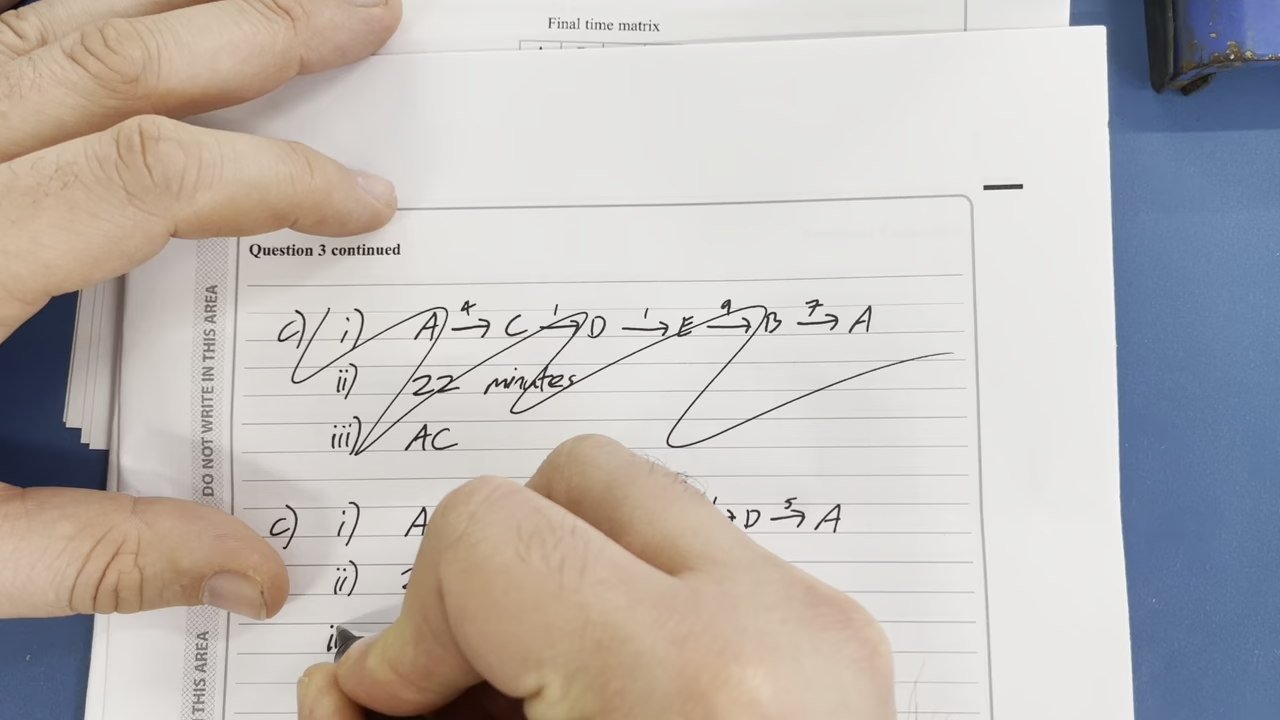 Final time matrix
Question 3 continued
c) i) A 4→ C 1→ D 1→ E 9→ B 7→ A
ii) 22 minutes
iii) AC
c) i) A D 5→ A
ii)
DO NOT WRITE IN THIS AREA
THIS AREA